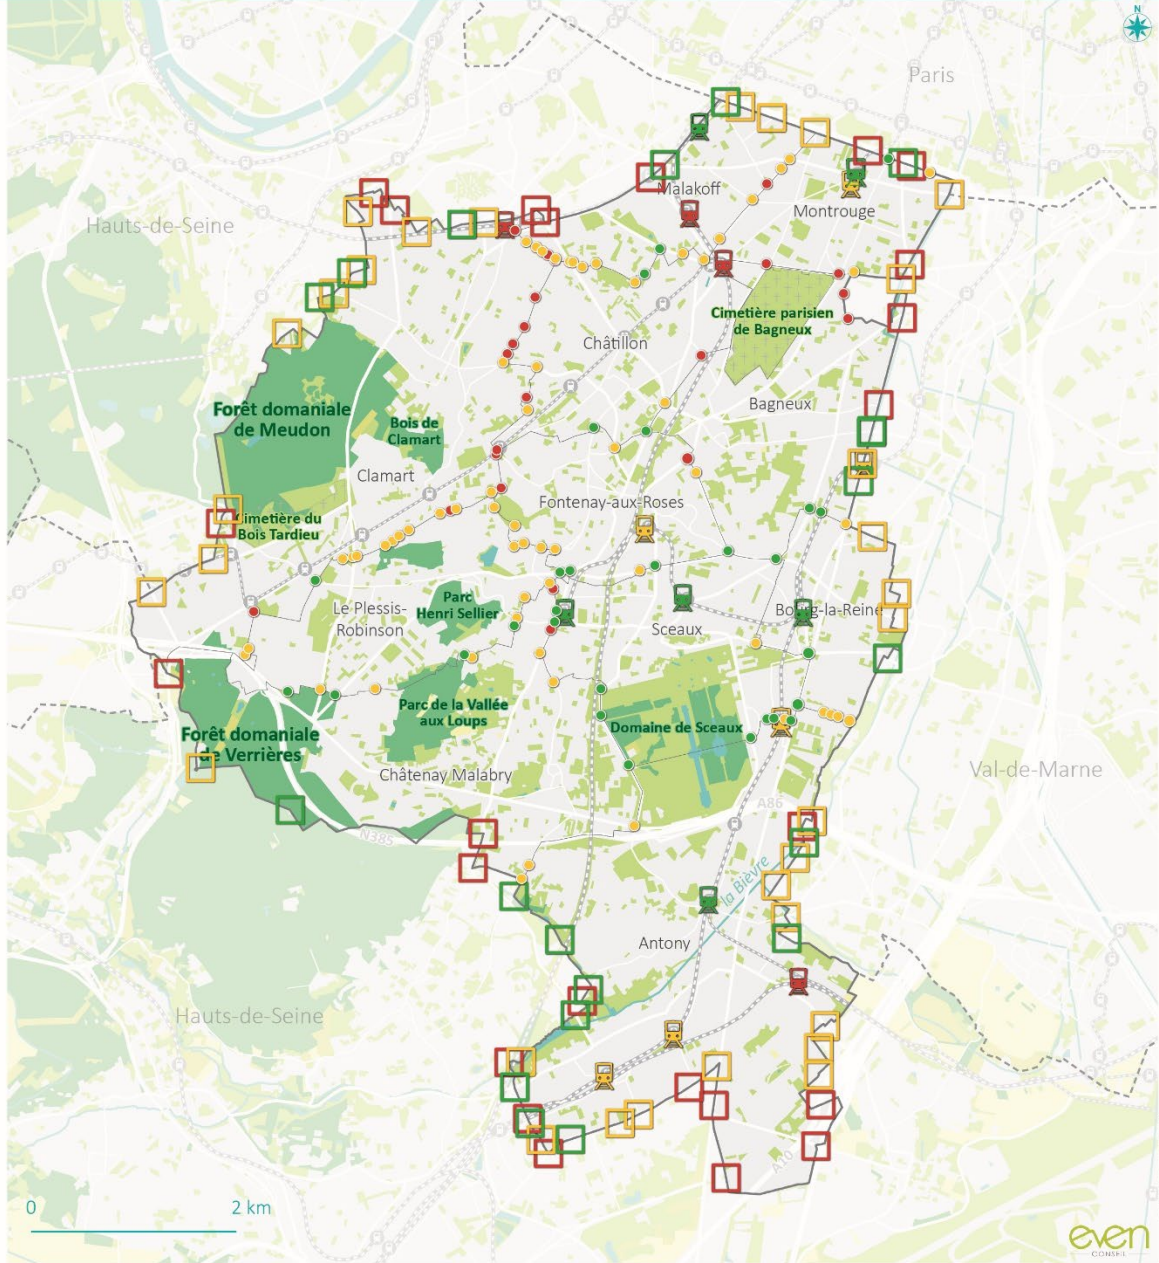 N
Paris
Malakoff
Montrouge
Hauts-de-Seine
Cimetière parisien
de Bagneux
Châtillon
Forêt domaniale
de Meudon
Bois de
Clamart
Bagneux
Clamart
Fontenay-aux-Roses
Cimetière du
Bois Tardieu
Le Plessis-
Robinson
Parc
Henri Sellier
Sceaux
Bourg-la-Reine
Parc de la Vallée
aux Loups
Domaine de Sceaux
Forêt domaniale
de Verrières
Châtenay Malabry
Val-de-Marne
A86
N385
la Bièvre
Antony
Hauts-de-Seine
A10
0 2 km
even
CONSEIL